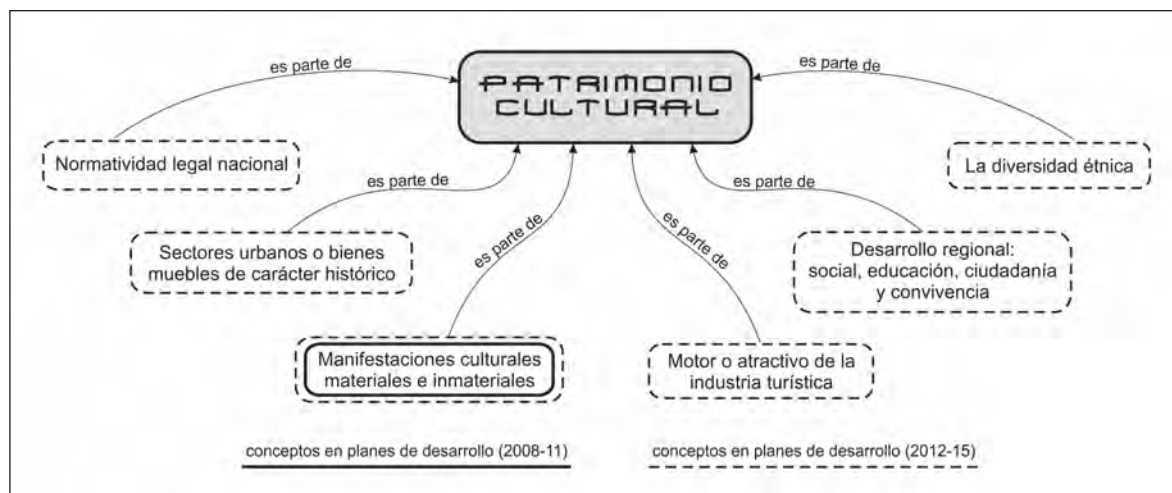 PATRIMONIO
CULTURAL
es parte de
es parte de
Normatividad legal nacional
La diversidad étnica
es parte de
es parte de
Sectores urbanos o bienes
muebles de carácter histórico
es parte de
es parte de
Desarrollo regional:
social, educación, ciudadanía
y convivencia
Manifestaciones culturales
materiales e inmateriales
Motor o atractivo de la
industria turística
conceptos en planes de desarrollo (2008-11)
conceptos en planes de desarrollo (2012-15)